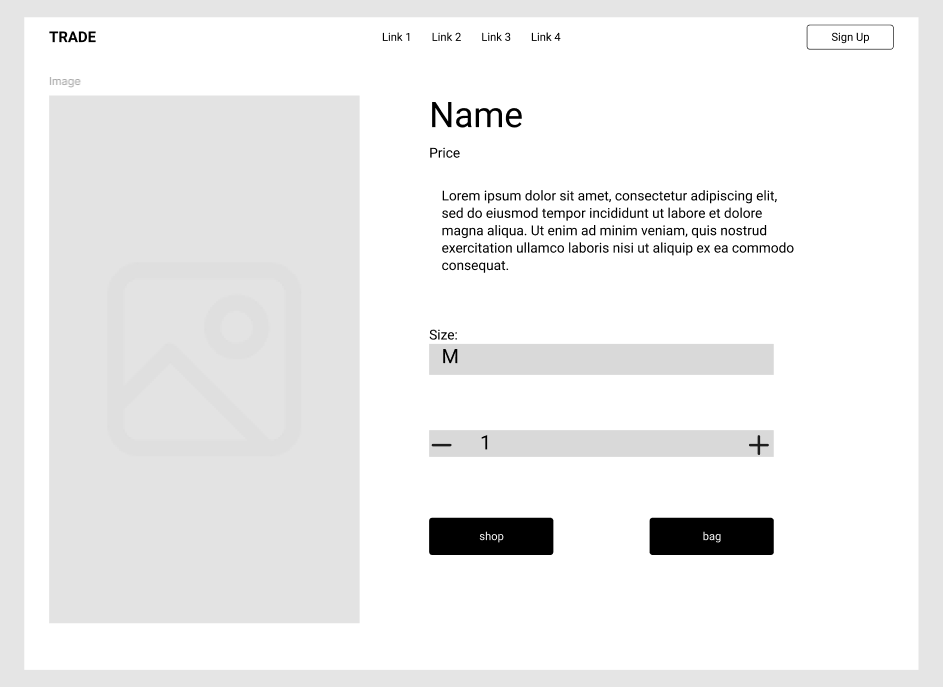 TRADE
Link 1 Link 2 Link 3 Link 4
Sign Up
Image
Name
Price
Lorem ipsum dolor sit amet, consectetur adipiscing elit,
sed do eiusmod tempor incididunt ut labore et dolore
magna aliqua. Ut enim ad minim veniam, quis nostrud
exercitation ullamco laboris nisi ut aliquip ex ea commodo
consequat.
Size:
M
1
shop
bag